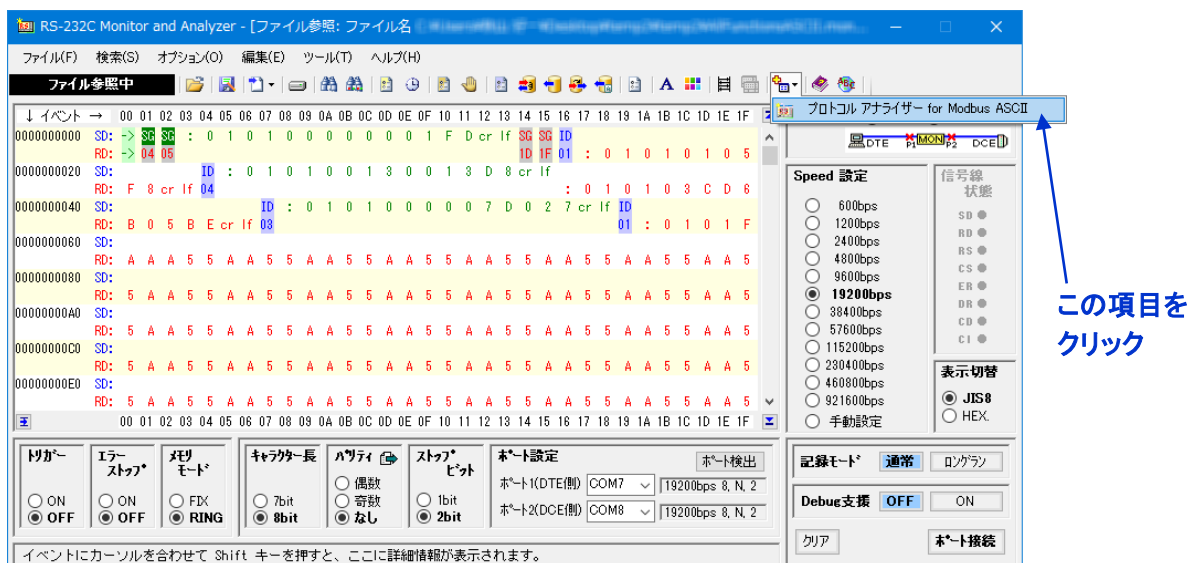 RS-232C Monitor and Analyzer - [ファイル参照: ファイル名
ファイル(F) 検索(S) オプション(O) 編集(E) ツール(T) ヘルプ(H)
ファイル参照中
プロトコル アナライザー for Modbus ASCII
↓ イベント → 00 01 02 03 04 05 06 07 08 09 0A 0B 0C 0D 0E 0F 10 11 12 13 14 15 16 17 18 19 1A 1B 1C 1D 1E 1F
0000000000 SD: -> SG SG : 0 1 0 1 0 0 0 0 0 0 0 1 F D cr lf SG SG ID
RD: -> 04 05 1D 1F 01 : 0 1 0 1 0 1 0 5
0000000020 SD: ID : 0 1 0 1 0 0 1 3 0 0 1 3 D 8 cr lf
RD: F 8 cr lf 04 : 0 1 0 1 0 3 C D 6
0000000040 SD: ID : 0 1 0 1 0 0 0 0 0 7 D 0 2 7 cr lf ID
RD: B 0 5 B E cr lf 03 01 : 0 1 0 1 F
0000000060 SD:
RD: A A A 5 5 A A 5 5 A A 5 5 A A 5 5 A A 5 5 A A 5 5 A A 5 5 A A 5
0000000080 SD:
RD: 5 A A 5 5 A A 5 5 A A 5 5 A A 5 5 A A 5 5 A A 5 5 A A 5 5 A A 5
00000000A0 SD:
RD: 5 A A 5 5 A A 5 5 A A 5 5 A A 5 5 A A 5 5 A A 5 5 A A 5 5 A A 5
00000000C0 SD:
RD: 5 A A 5 5 A A 5 5 A A 5 5 A A 5 5 A A 5 5 A A 5 5 A A 5 5 A A 5
00000000E0 SD:
RD: 5 A A 5 5 A A 5 5 A A 5 5 A A 5 5 A A 5 5 A A 5 5 A A 5 5 A A 5
00 01 02 03 04 05 06 07 08 09 0A 0B 0C 0D 0E 0F 10 11 12 13 14 15 16 17 18 19 1A 1B 1C 1D 1E 1F
DTE P1 MON P2 DCE
Speed 設定
600bps
1200bps
2400bps
4800bps
9600bps
19200bps
38400bps
57600bps
115200bps
230400bps
460800bps
921600bps
手動設定
信号線
状態
SD
RD
RS
CS
ER
DR
CD
CI
表示切替
JIS8
HEX.
この項目を
クリック
トリガー
ON
OFF
エラー
ストップ
ON
OFF
メモリ
モード
FIX
RING
キャラクター長
7bit
8bit
パリティ
偶数
奇数
なし
ストップ
ビット
1bit
2bit
ポート設定 ポート検出
ポート1(DTE側) COM7 19200bps 8, N, 2
ポート2(DCE側) COM8 19200bps 8, N, 2
記録モード 通常 ロングラン
Debug支援 OFF ON
クリア ポート接続
イベントにカーソルを合わせて Shift キーを押すと、ここに詳細情報が表示されます。